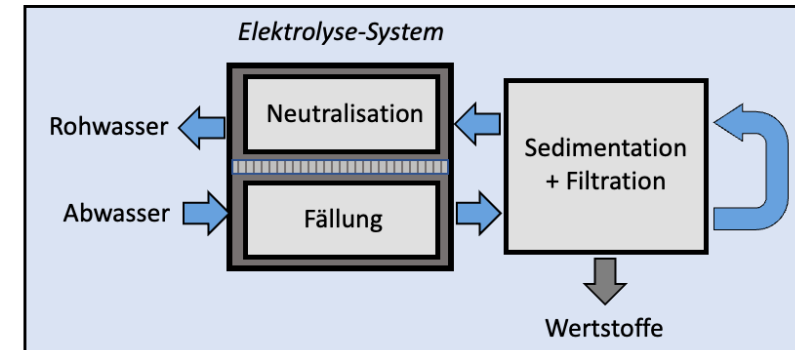 Elektrolyse-System
Rohwasser
Neutralisation
Sedimentation
+ Filtration
Abwasser
Fällung
Wertstoffe